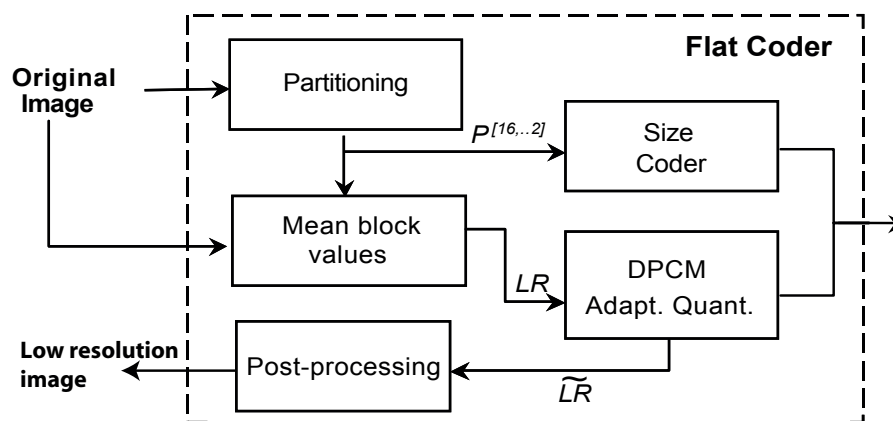 Flat Coder
Original
Image
Partitioning
P[16,..2]
Size
Coder
Mean block
values
LR
DPCM
Adapt. Quant.
Low resolution
image
Post-processing
L͠R